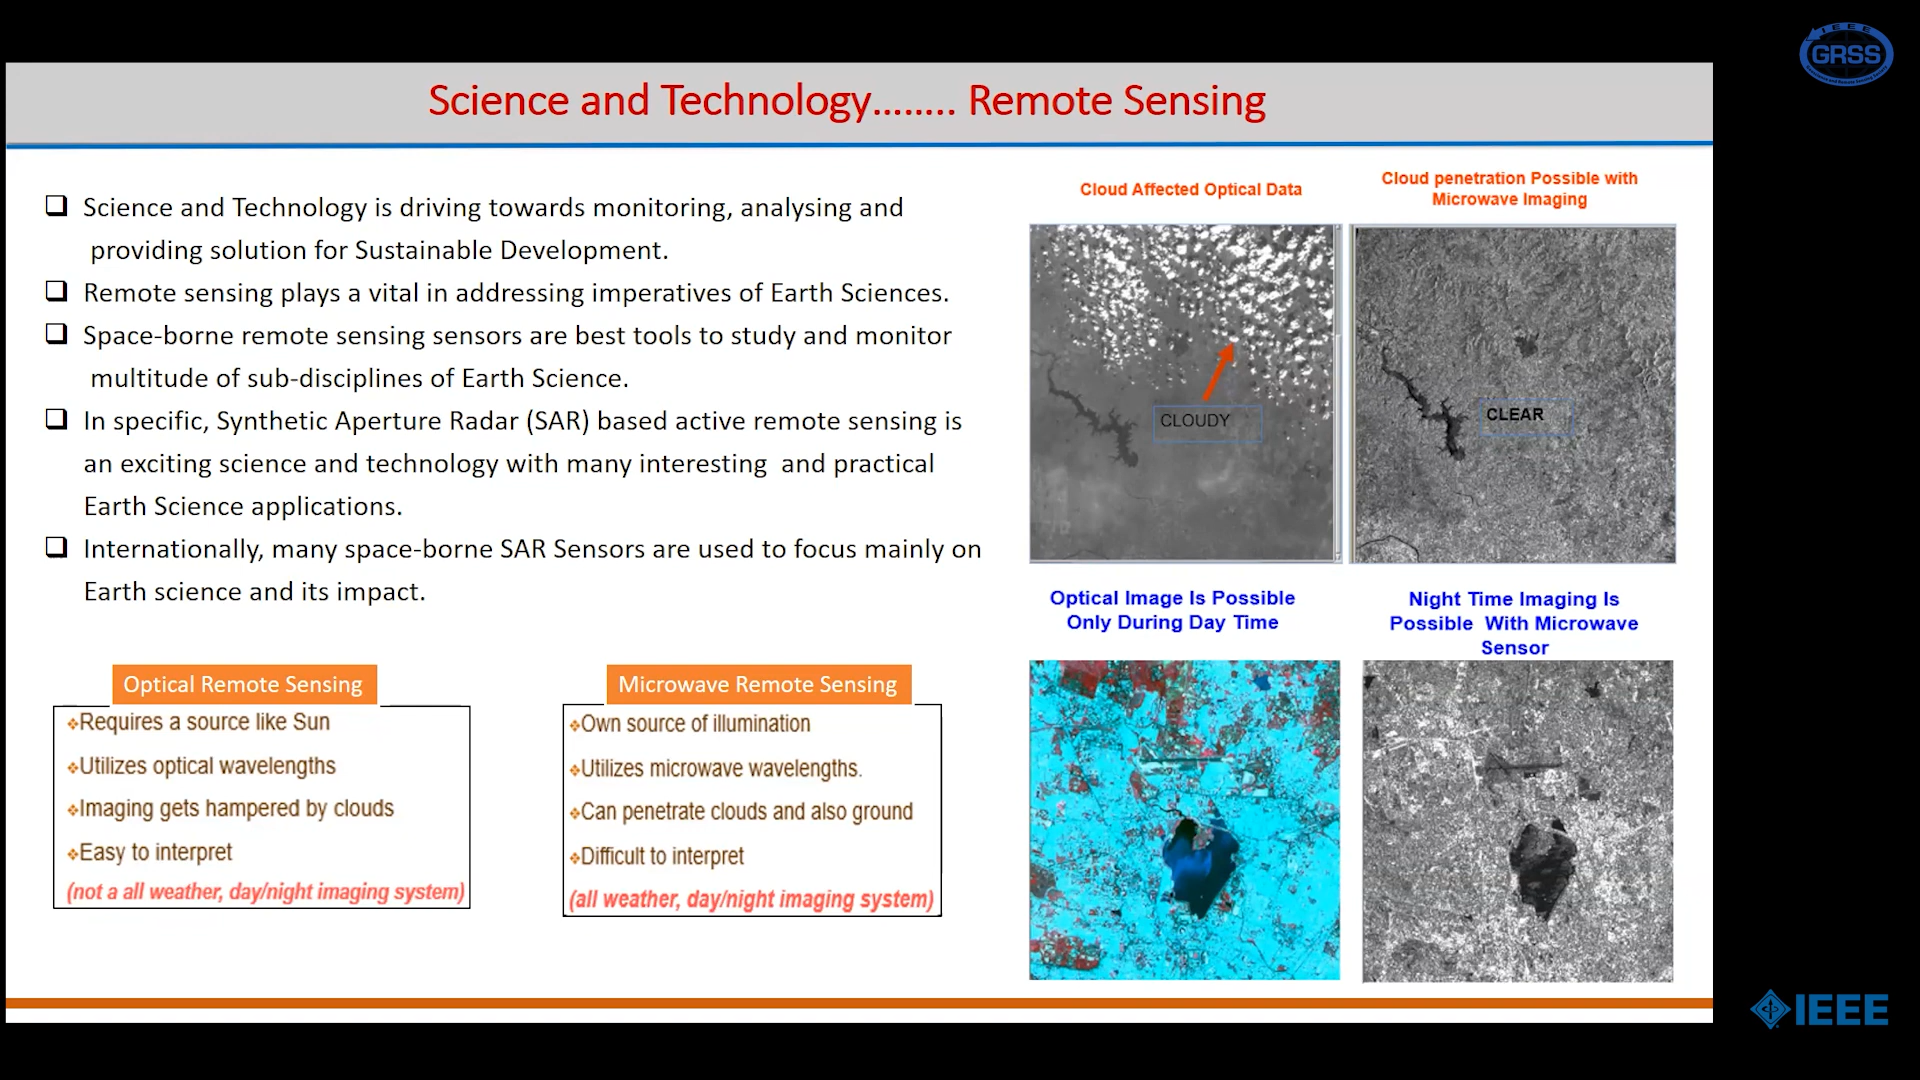 IEEE
GRSS
Science and Technology........ Remote Sensing
Science and Technology is driving towards monitoring, analysing and
providing solution for Sustainable Development.
Remote sensing plays a vital in addressing imperatives of Earth Sciences.
Space-borne remote sensing sensors are best tools to study and monitor
multitude of sub-disciplines of Earth Science.
In specific, Synthetic Aperture Radar (SAR) based active remote sensing is
an exciting science and technology with many interesting and practical
Earth Science applications.
Internationally, many space-borne SAR Sensors are used to focus mainly on
Earth science and its impact.
Optical Remote Sensing
Requires a source like Sun
Utilizes optical wavelengths
Imaging gets hampered by clouds
Easy to interpret
(not a all weather, day/night imaging system)
Microwave Remote Sensing
Own source of illumination
Utilizes microwave wavelengths.
Can penetrate clouds and also ground
Difficult to interpret
(all weather, day/night imaging system)
Cloud Affected Optical Data
CLOUDY
Cloud penetration Possible with
Microwave Imaging
CLEAR
Optical Image Is Possible
Only During Day Time
Night Time Imaging Is
Possible With Microwave
Sensor
IEEE